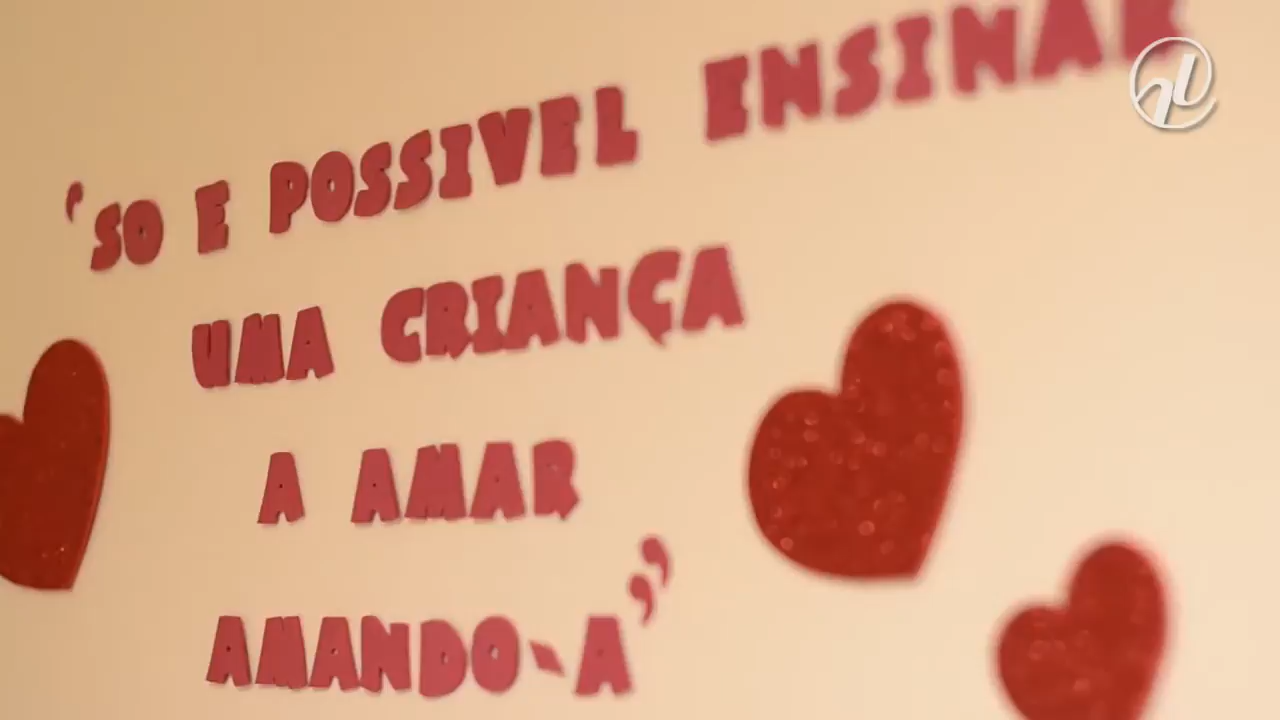 ‘SO E POSSIVEL ENSINAR
UMA CRIANÇA
A AMAR
AMANDO-A”